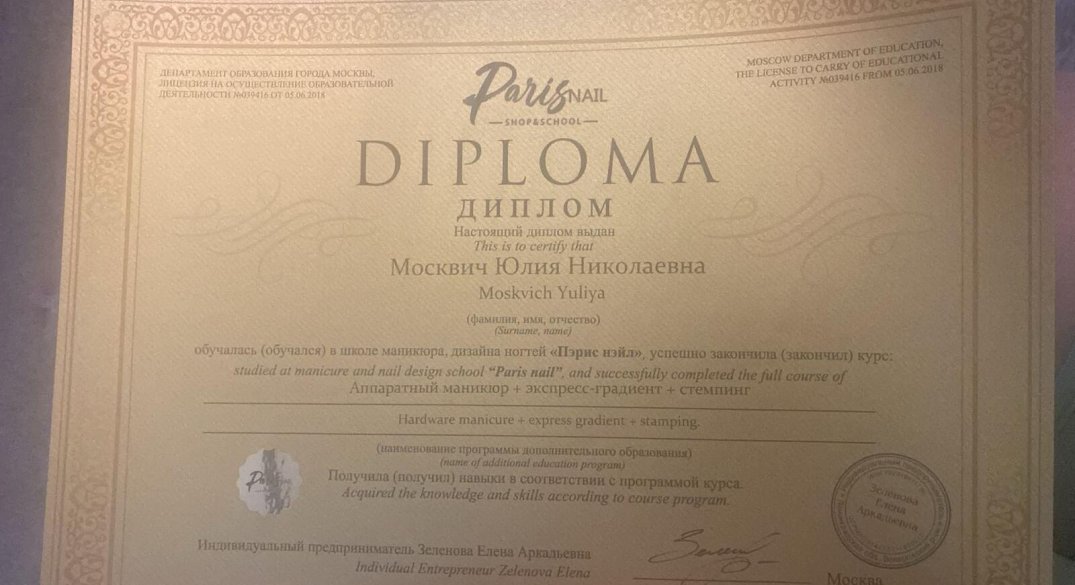 ДЕПАРТАМЕНТ ОБРАЗОВАНИЯ ГОРОДА МОСКВЫ,
ЛИЦЕНЗИЯ НА ОСУЩЕСТВЛЕНИЕ ОБРАЗОВАТЕЛЬНОЙ
ДЕЯТЕЛЬНОСТИ №039416 ОТ 05.06.2018
Paris NAIL
SHOP&SCHOOL
MOSCOW DEPARTMENT OF EDUCATION,
THE LICENSE TO CARRY OF EDUCATIONAL
ACTIVITY №039416 FROM 05.06.2018
DIPLOMA
ДИПЛОМ
Настоящий диплом выдан
This is to certify that
Москвич Юлия Николаевна
Moskvich Yuliya
(фамилия, имя, отчество)
(Surname, name)
обучалась (обучался) в школе маникюра, дизайна ногтей «Пэрис нэйл», успешно закончила (закончил) курс:
studied at manicure and nail design school “Paris nail”, and successfully completed the full course of
Аппаратный маникюр + экспресс-градиент + стемпинг
Hardware manicure + express gradient + stamping.
(наименование программы дополнительного образования)
(name of additional education program)
Получила (получил) навыки в соответствии с программой курса.
Acquired the knowledge and skills according to course program.
Зеленова
Елена
Аркадьевна
Индивидуальный предприниматель Зеленова Елена Аркадьевна
Individual Entrepreneur Zelenova Elena
Москва